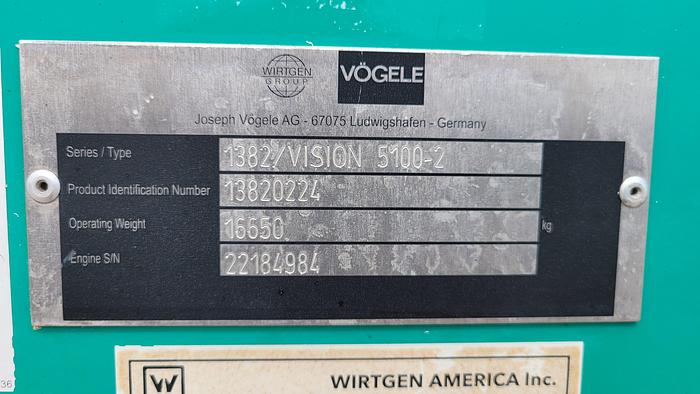 WIRTGEN
GROUP
VÖGELE
Joseph Vögele AG - 67075 Ludwigshafen - Germany
Series / Type 1382/VISION 5100-2
Product Identification Number 13820224
Operating Weight 16650 kg
Engine S/N 22184984
W WIRTGEN AMERICA Inc.
36